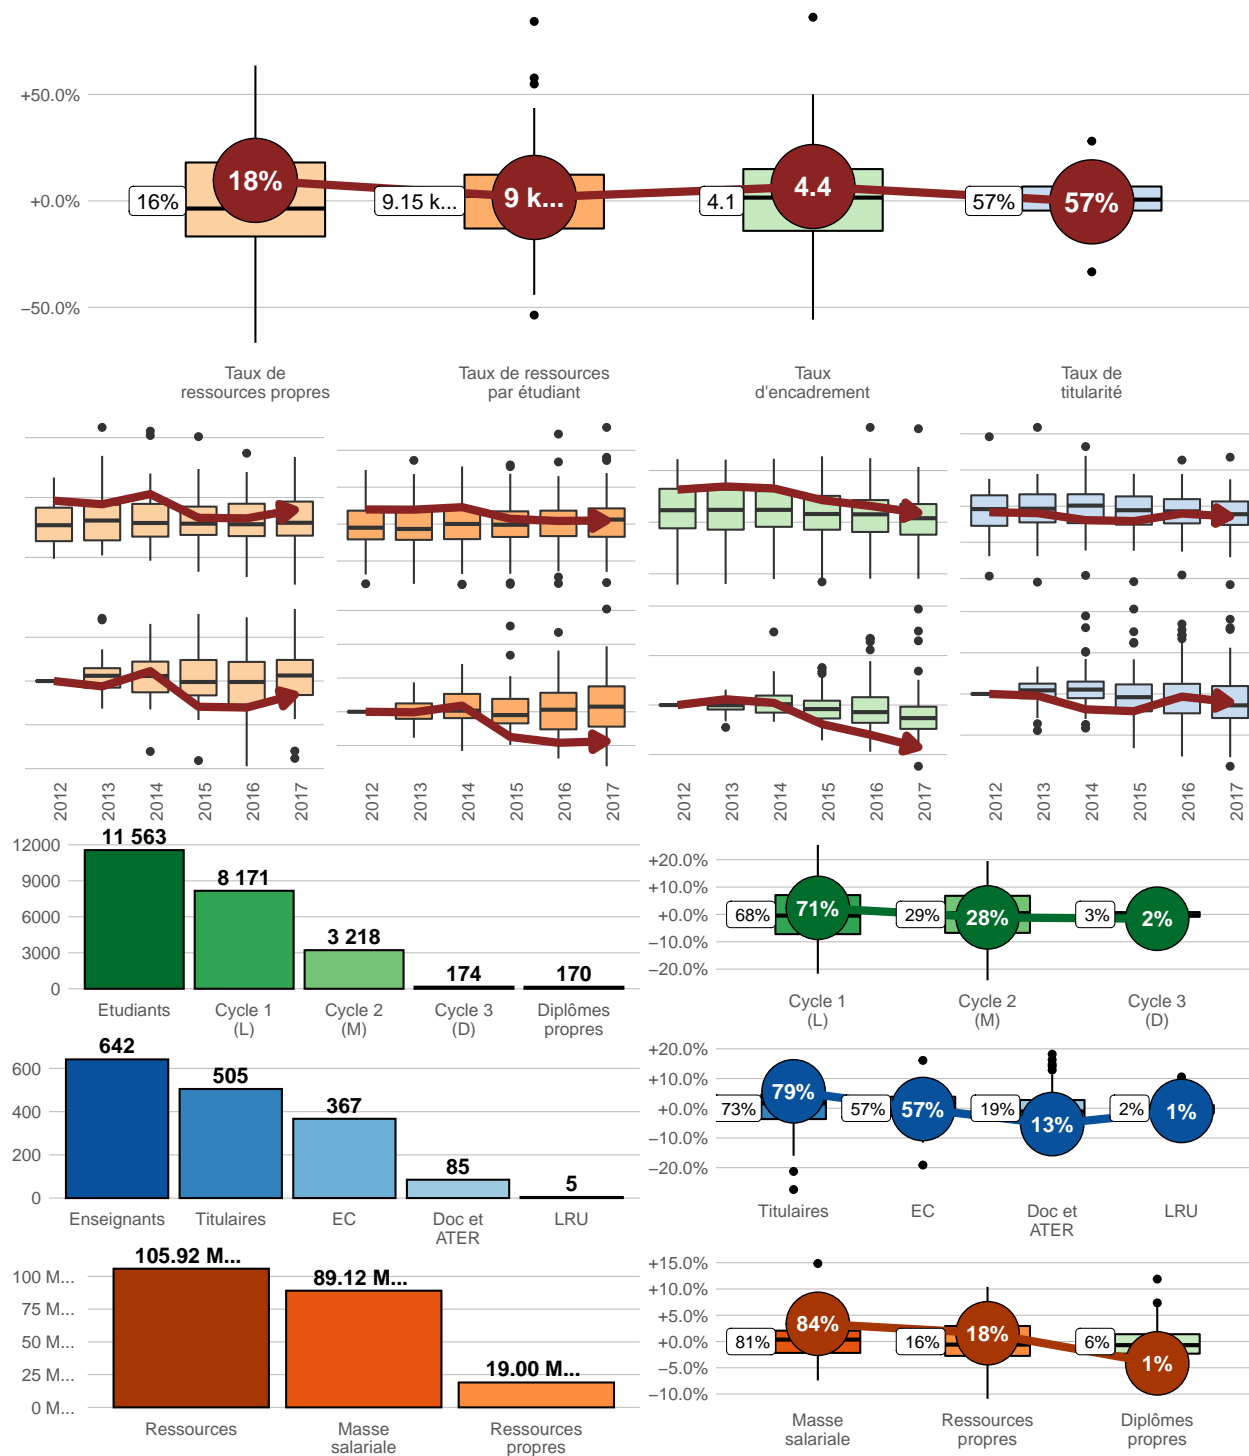 +50.0%
+0.0%
−50.0%
16%
18%
9.15 k...
9 k...
4.1
4.4
57%
57%
Taux de
ressources propres
Taux de ressources
par étudiant
Taux
d'encadrement
Taux de
titularité
2012
2013
2014
2015
2016
2017
2012
2013
2014
2015
2016
2017
2012
2013
2014
2015
2016
2017
2012
2013
2014
2015
2016
2017
12000
9000
6000
3000
0
11 563
8 171
3 218
174
170
Etudiants
Cycle 1
(L)
Cycle 2
(M)
Cycle 3
(D)
Diplômes
propres
+20.0%
+10.0%
+0.0%
−10.0%
−20.0%
68%
71%
29%
28%
3%
2%
Cycle 1
(L)
Cycle 2
(M)
Cycle 3
(D)
600
400
200
0
642
505
367
85
5
Enseignants
Titulaires
EC
Doc et
ATER
LRU
+20.0%
+10.0%
+0.0%
−10.0%
−20.0%
73%
79%
57%
57%
19%
13%
2%
1%
Titulaires
EC
Doc et
ATER
LRU
100 M...
75 M...
50 M...
25 M...
0 M...
105.92 M...
89.12 M...
19.00 M...
Ressources
Masse
salariale
Ressources
propres
+15.0%
+10.0%
+5.0%
+0.0%
−5.0%
−10.0%
81%
84%
16%
18%
6%
1%
Masse
salariale
Ressources
propres
Diplômes
propres